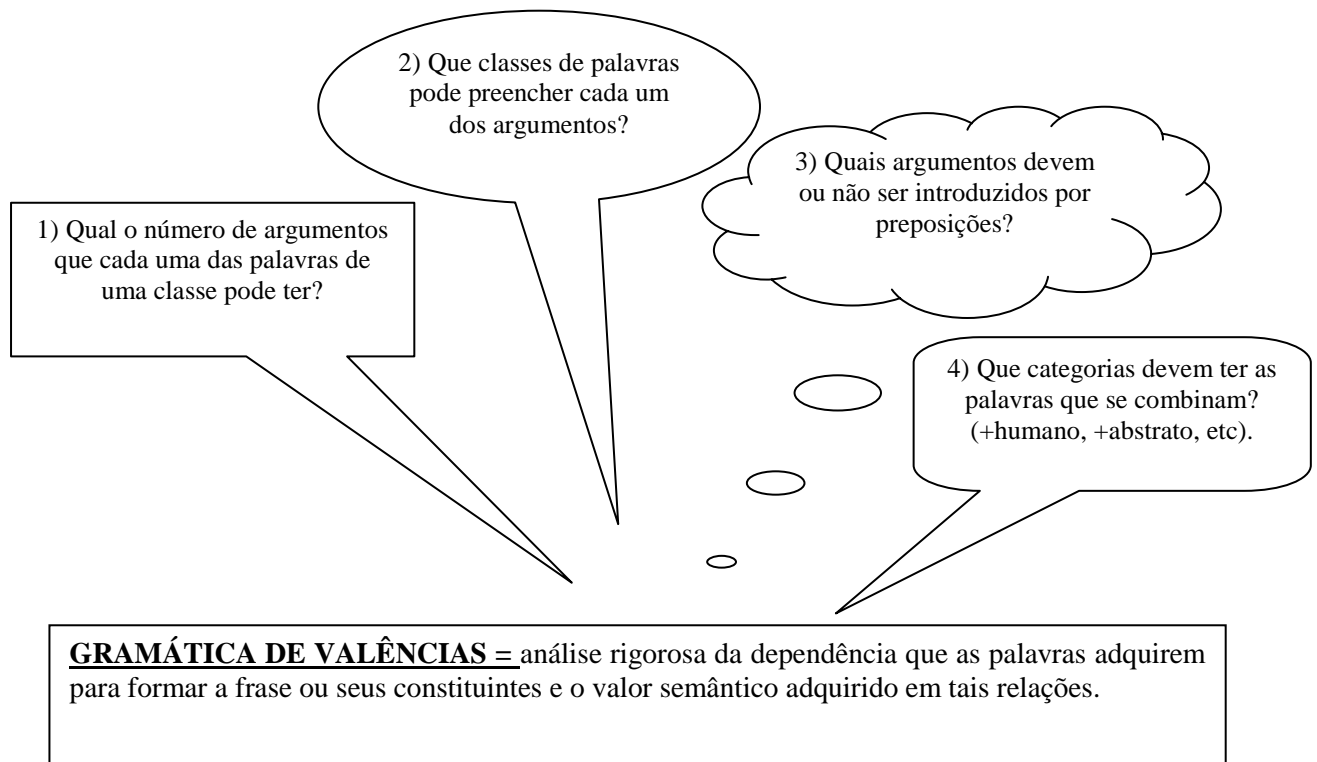 1) Qual o número de argumentos
que cada uma das palavras de
uma classe pode ter?
2) Que classes de palavras
pode preencher cada um
dos argumentos?
3) Quais argumentos devem
ou não ser introduzidos por
preposições?
4) Que categorias devem ter as
palavras que se combinam?
(+humano, +abstrato, etc).
GRAMÁTICA DE VALÊNCIAS = análise rigorosa da dependência que as palavras adquirem
para formar a frase ou seus constituintes e o valor semântico adquirido em tais relações.